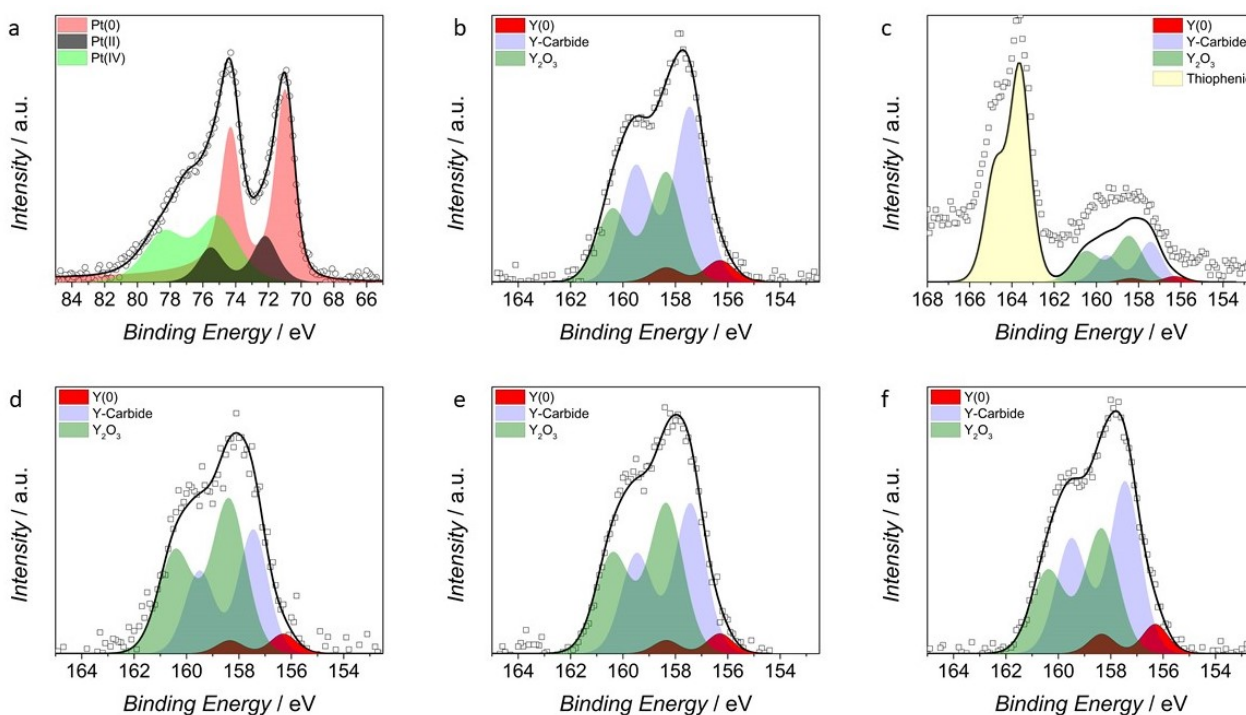 a
Pt(0)
Pt(II)
Pt(IV)
Intensity / a.u.
84 82 80 78 76 74 72 70 68 66
Binding Energy / eV
b
Y(0)
Y-Carbide
Y₂O₃
Intensity / a.u.
164 162 160 158 156 154
Binding Energy / eV
c
Y(0)
Y-Carbide
Y₂O₃
Thiophenic
Intensity / a.u.
168 166 164 162 160 158 156 154
Binding Energy / eV
d
Y(0)
Y-Carbide
Y₂O₃
Intensity / a.u.
164 162 160 158 156 154
Binding Energy / eV
e
Y(0)
Y-Carbide
Y₂O₃
Intensity / a.u.
164 162 160 158 156 154
Binding Energy / eV
f
Y(0)
Y-Carbide
Y₂O₃
Intensity / a.u.
164 162 160 158 156 154
Binding Energy / eV